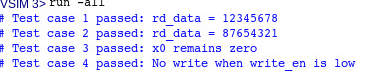 VSIM 3> run -all
# Test case 1 passed: rd_data = 12345678
# Test case 2 passed: rd_data = 87654321
# Test case 3 passed: x0 remains zero
# Test case 4 passed: No write when write_en is low